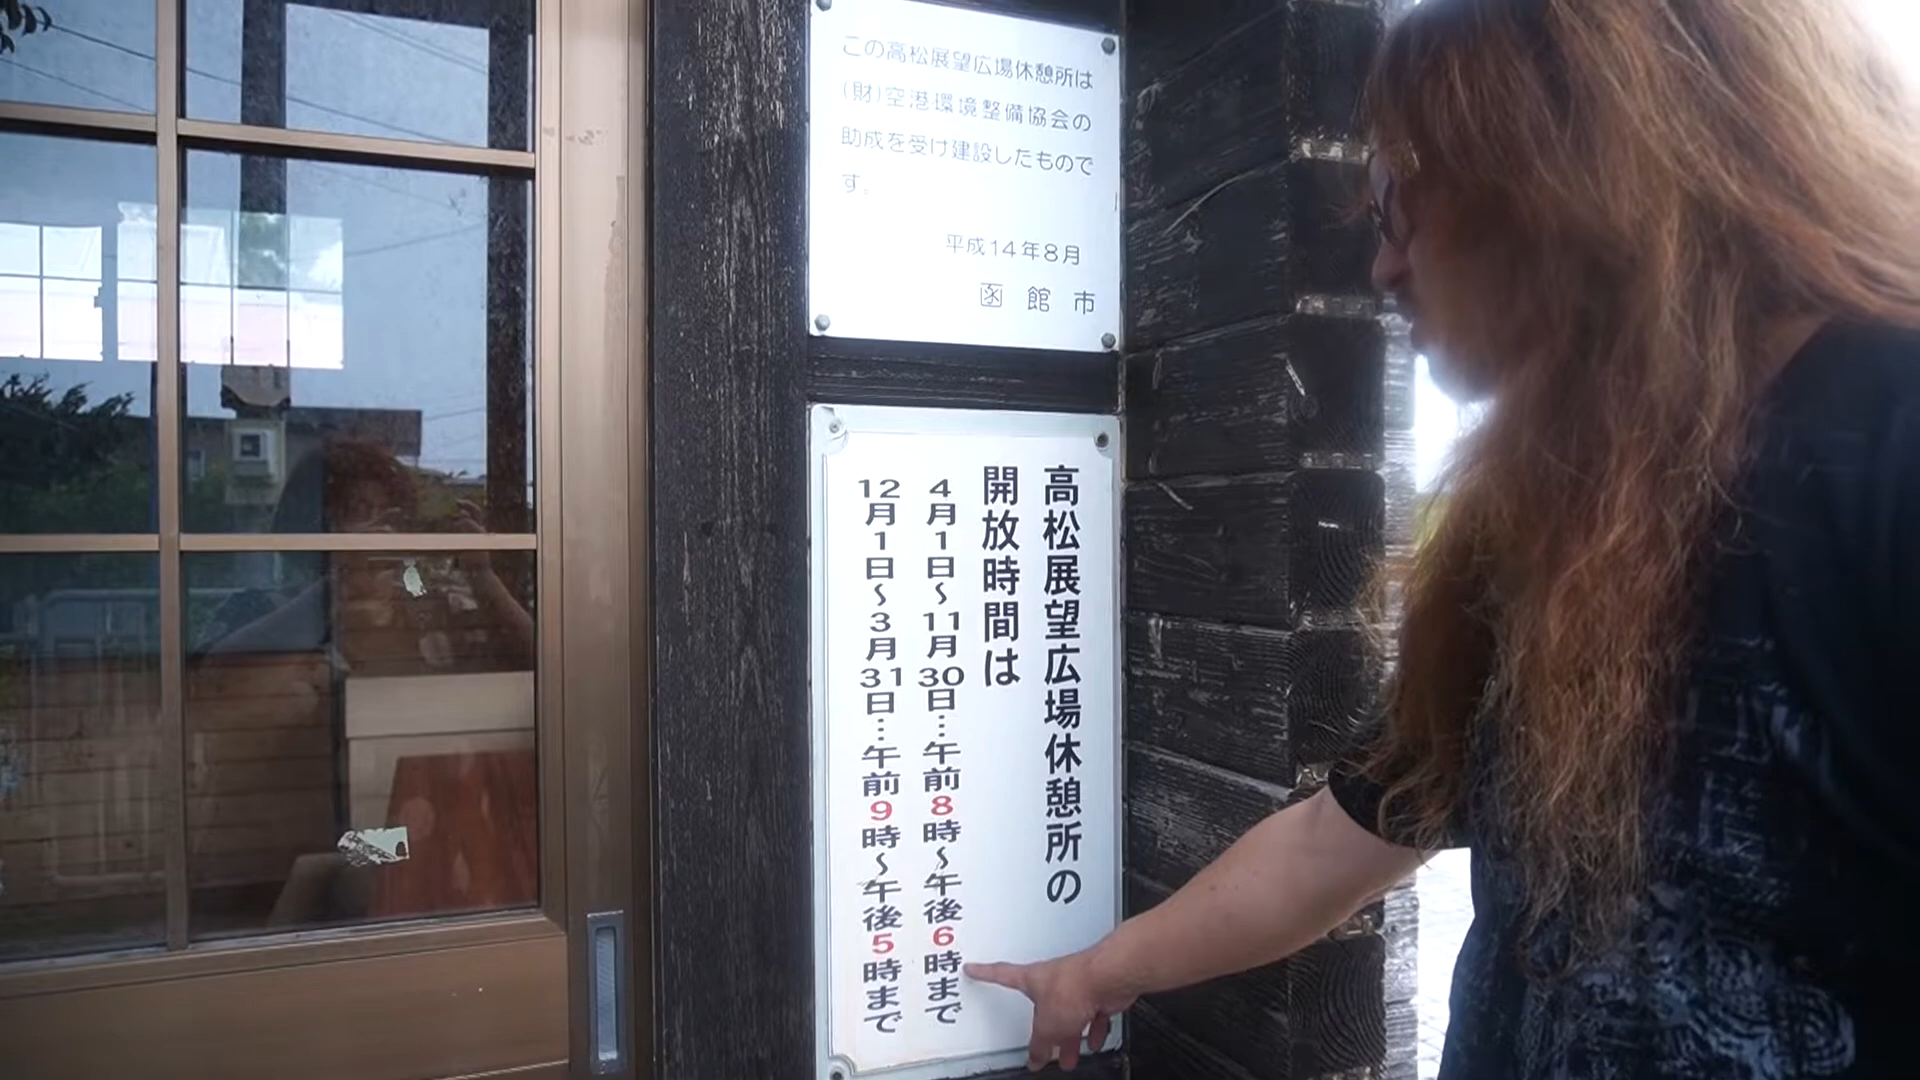 この高松展望広場休憩所は
(財)空港環境整備協会の
助成を受け建設したもので
す。
平成14年8月
函館市
高松展望広場休憩所の
開放時間は
4月1日～11月30日…午前8時～午後6時まで
12月1日～3月31日…午前9時～午後5時まで